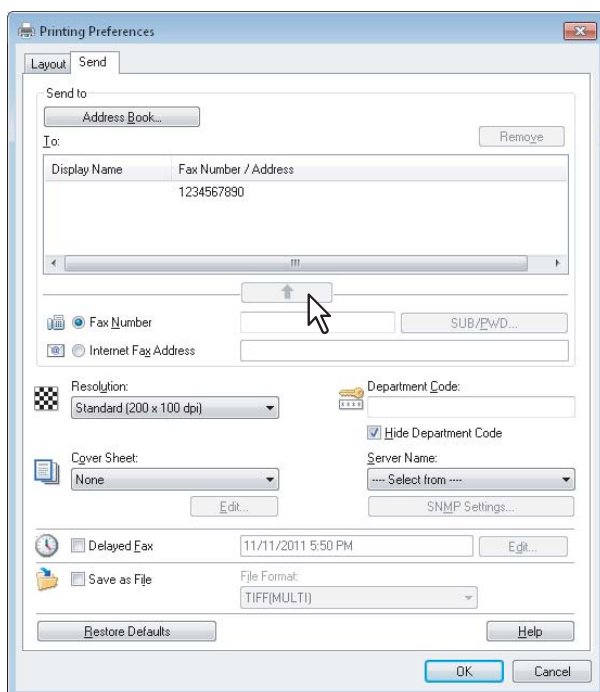 Printing Preferences
Layout Send
Send to
Address Book...
To:
Remove
Display Name Fax Number / Address
1234567890
Fax Number
SUB/PWD...
Internet Fax Address
Resolution:
Standard (200 x 100 dpi)
Department Code:
Hide Department Code
Cover Sheet:
None
Edit...
Server Name:
---- Select from ----
SNMP Settings...
Delayed Fax 11/11/2011 5:50 PM Edit...
Save as File
File Format:
TIFF(MULTI)
Restore Defaults Help
OK Cancel